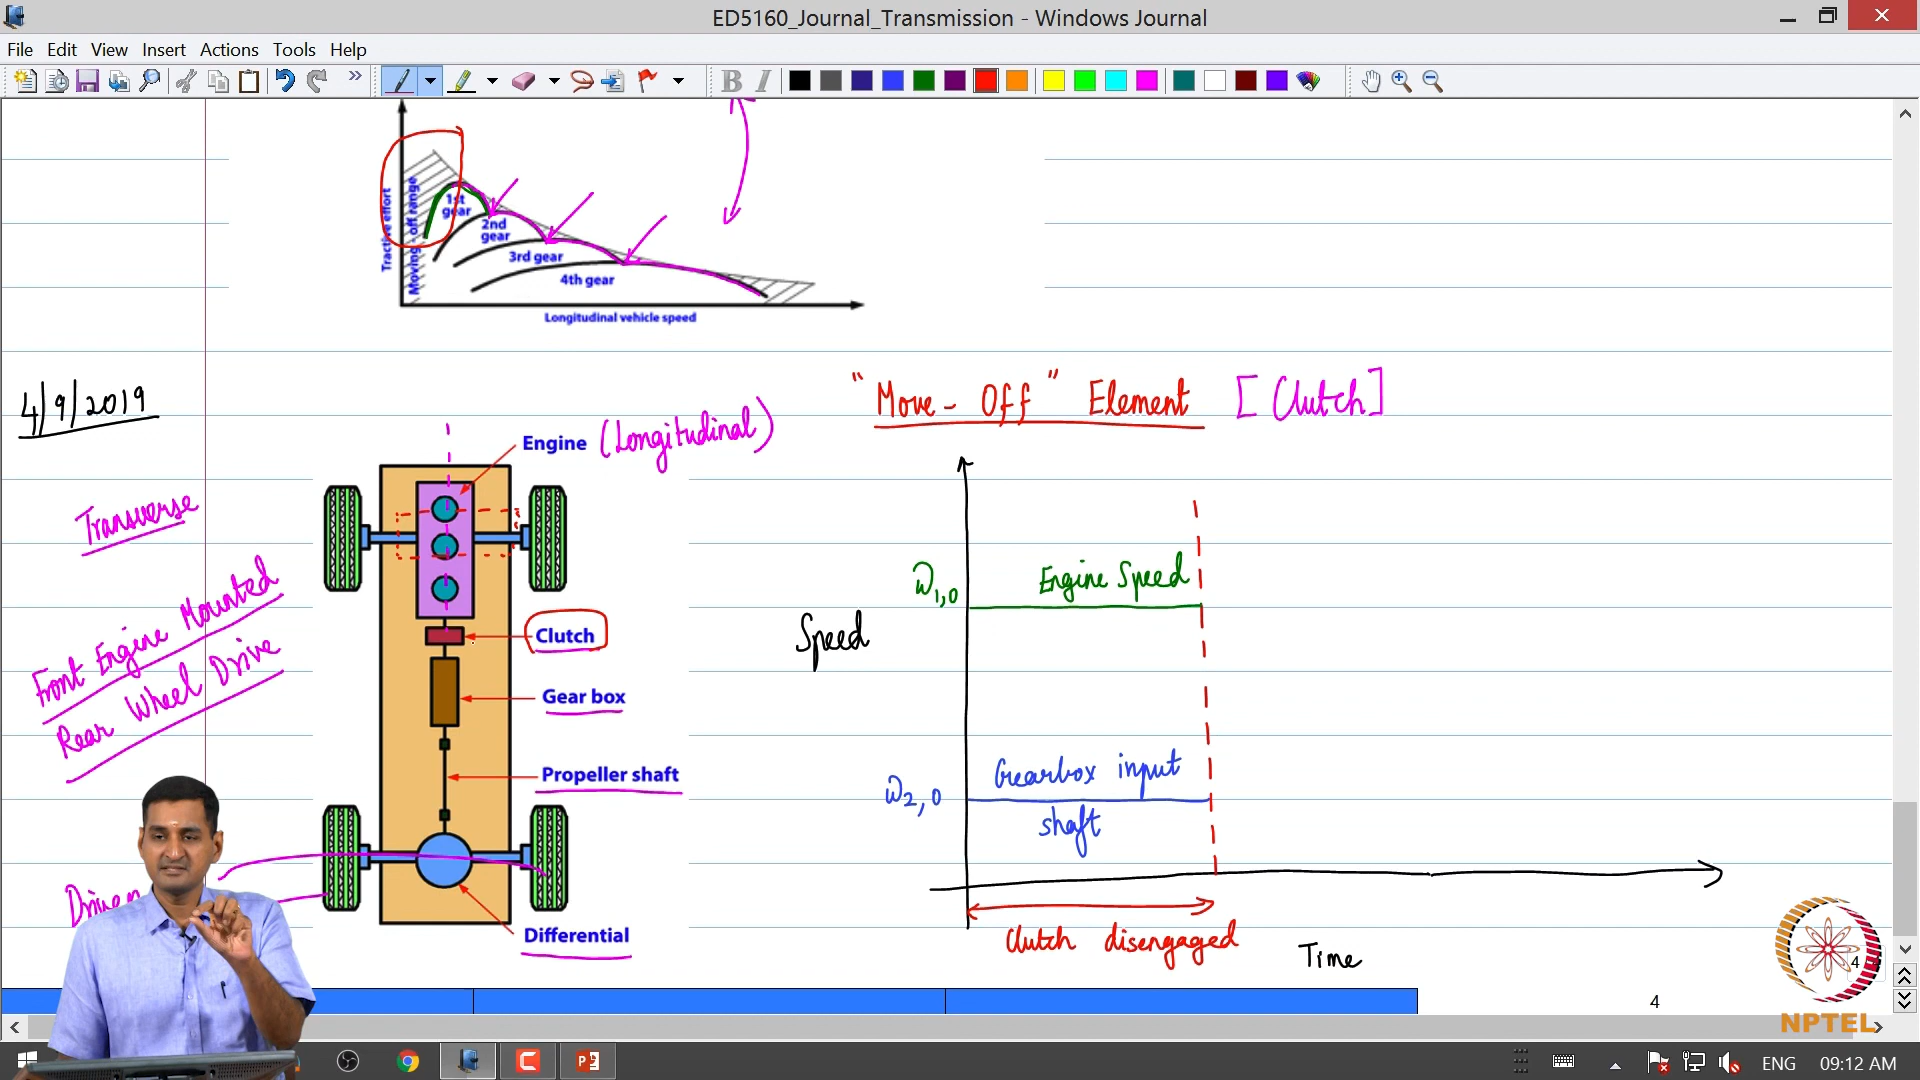 ED5160_Journal_Transmission - Windows Journal
File Edit View Insert Actions Tools Help
B I
Tractive effort
Moving - off range
1st
gear
2nd
gear
3rd gear
4th gear
Longitudinal vehicle speed
4/9/2019
"Move-Off" Element [Clutch]
Engine (Longitudinal)
Transverse
Front Engine Mounted
Rear Wheel Drive
Clutch
Gear box
Propeller shaft
Differential
Driven
Speed
ω1,0
Engine Speed
ω2,0
Gearbox input
shaft
Clutch disengaged
Time
4
4
NPTEL
ENG
09:12 AM